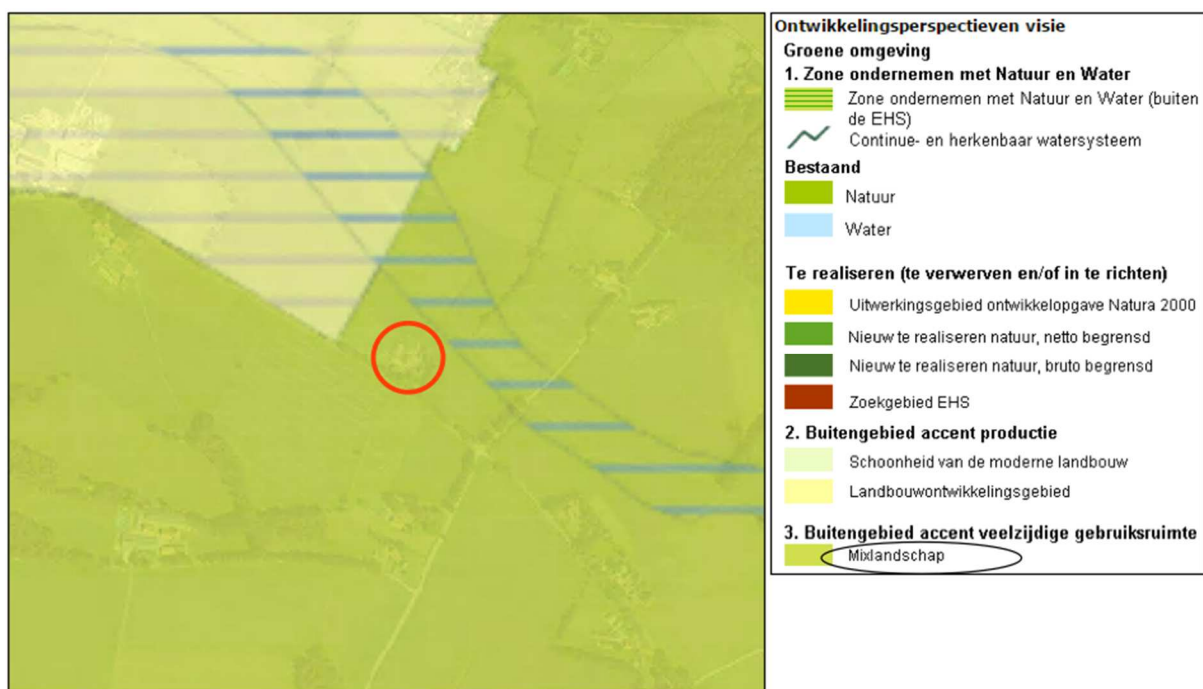 Ontwikkelingsperspectieven visie
Groene omgeving
1. Zone ondernemen met Natuur en Water
Zone ondernemen met Natuur en Water (buiten
de EHS)
Continue- en herkenbaar watersysteem
Bestaand
Natuur
Water
Te realiseren (te verwerven en/of in te richten)
Uitwerkingsgebied ontwikkelopgave Natura 2000
Nieuw te realiseren natuur, netto begrensd
Nieuw te realiseren natuur, bruto begrensd
Zoekgebied EHS
2. Buitengebied accent productie
Schoonheid van de moderne landbouw
Landbouwontwikkelingsgebied
3. Buitengebied accent veelzijdige gebruiksruimte
Mixlandschap